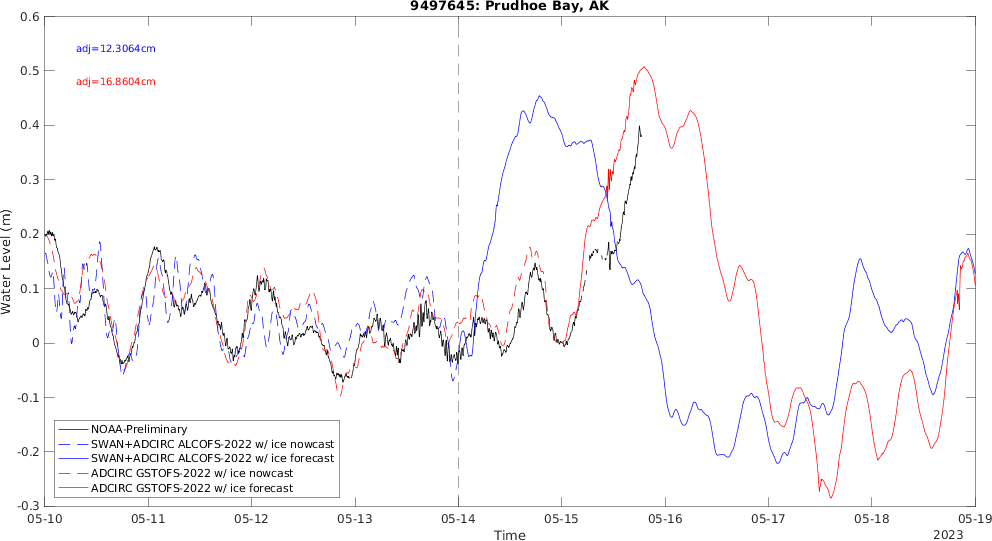 9497645: Prudhoe Bay, AK
0.6
adj=12.3064cm
0.5
adj=16.8604cm
0.4
0.3
0.2
0.1
0
-0.1
-0.2
-0.3
Water Level (m)
NOAA-Preliminary
SWAN+ADCIRC ALCOFS-2022 w/ ice nowcast
SWAN+ADCIRC ALCOFS-2022 w/ ice forecast
ADCIRC GSTOFS-2022 w/ ice nowcast
ADCIRC GSTOFS-2022 w/ ice forecast
05-10 05-11 05-12 05-13 05-14 05-15 05-16 05-17 05-18 05-19
Time
2023